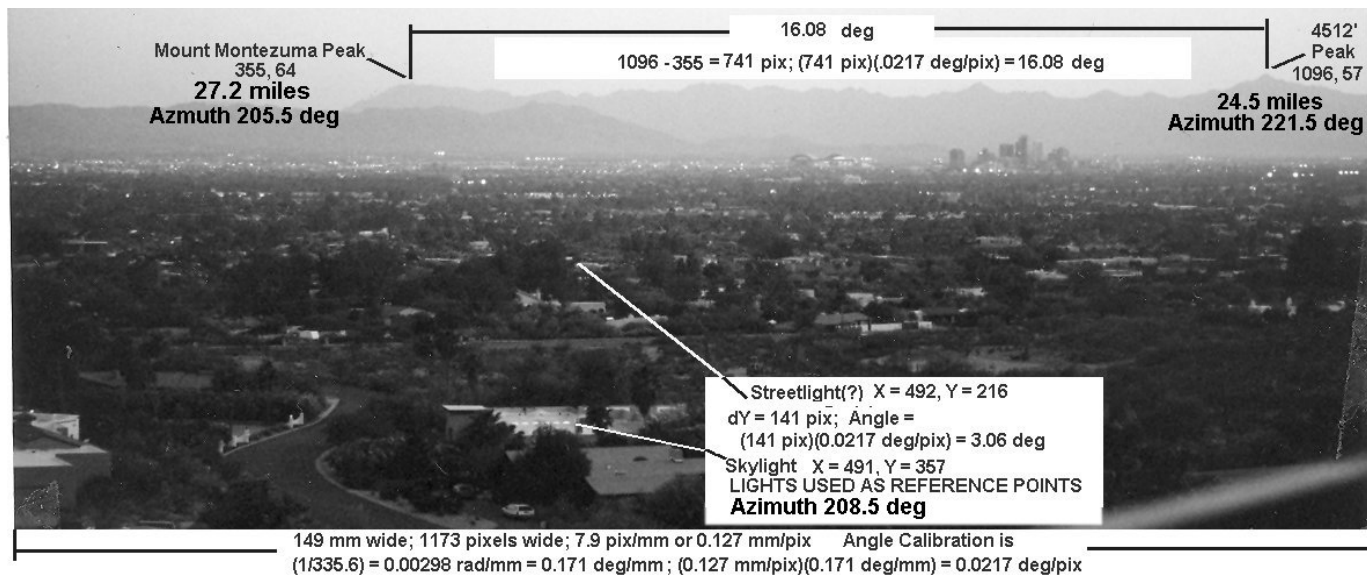 16.08 deg
1096 - 355 = 741 pix; (741 pix)(.0217 deg/pix) = 16.08 deg
Mount Montezuma Peak
355, 64
27.2 miles
Azmuth 205.5 deg
4512'
Peak
1096, 57
24.5 miles
Azimuth 221.5 deg
Streetlight(?) X = 492, Y = 216
dY = 141 pix; Angle =
(141 pix)(0.0217 deg/pix) = 3.06 deg
Skylight X = 491, Y = 357
LIGHTS USED AS REFERENCE POINTS
Azimuth 208.5 deg
149 mm wide; 1173 pixels wide; 7.9 pix/mm or 0.127 mm/pix Angle Calibration is
(1/335.6) = 0.00298 rad/mm = 0.171 deg/mm ; (0.127 mm/pix)(0.171 deg/mm) = 0.0217 deg/pix